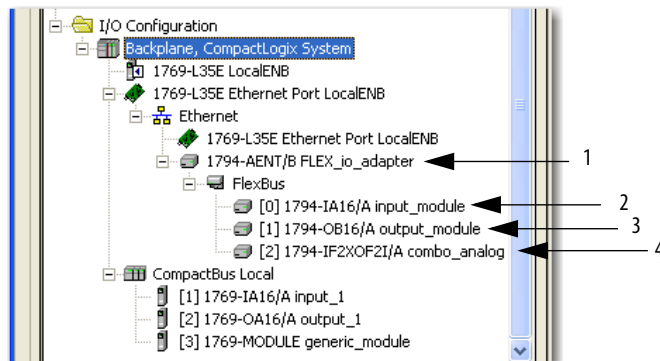 I/O Configuration
Backplane, CompactLogix System
1769-L35E LocalENB
1769-L35E Ethernet Port LocalENB
Ethernet
1769-L35E Ethernet Port LocalENB
1794-AENT/B FLEX_io_adapter 1
FlexBus
[0] 1794-IA16/A input_module 2
[1] 1794-OB16/A output_module 3
[2] 1794-IF2XOF2I/A combo_analog 4
CompactBus Local
[1] 1769-IA16/A input_1
[2] 1769-OA16/A output_1
[3] 1769-MODULE generic_module